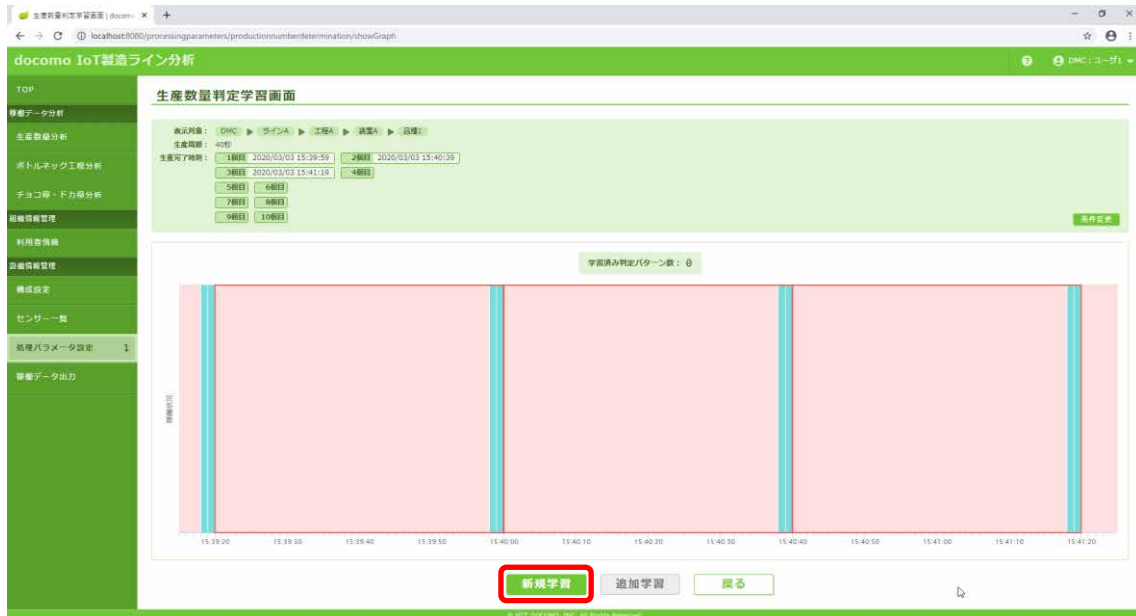 生産数量判定学習画面 | docomo
localhost:8080/processingparameters/productionnumberdetermination/showGraph
docomo IoT製造ライン分析
DMC : ユーザ1
TOP
生産数量判定学習画面
稼働データ分析
生産数量分析
ボトルネック工程分析
チョコ停・ドカ停分析
組織情報管理
利用者情報
設備情報管理
構成設定
センサー一覧
処理パラメータ設定 1
稼働データ出力
表示対象： DMC ▶ ラインA ▶ 工程A ▶ 装置A ▶ 品種1
生産周期： 40秒
生産完了時刻： 1個目 2020/03/03 15:39:59 2個目 2020/03/03 15:40:39
3個目 2020/03/03 15:41:19 4個目
5個目 6個目
7個目 8個目
9個目 10個目
条件変更
学習済み判定パターン数： 0
稼働状況
15:39:20 15:39:30 15:39:40 15:39:50 15:40:00 15:40:10 15:40:20 15:40:30 15:40:40 15:40:50 15:41:00 15:41:10 15:41:20
新規学習 追加学習 戻る
© NTT DOCOMO, INC. All Rights Reserved.